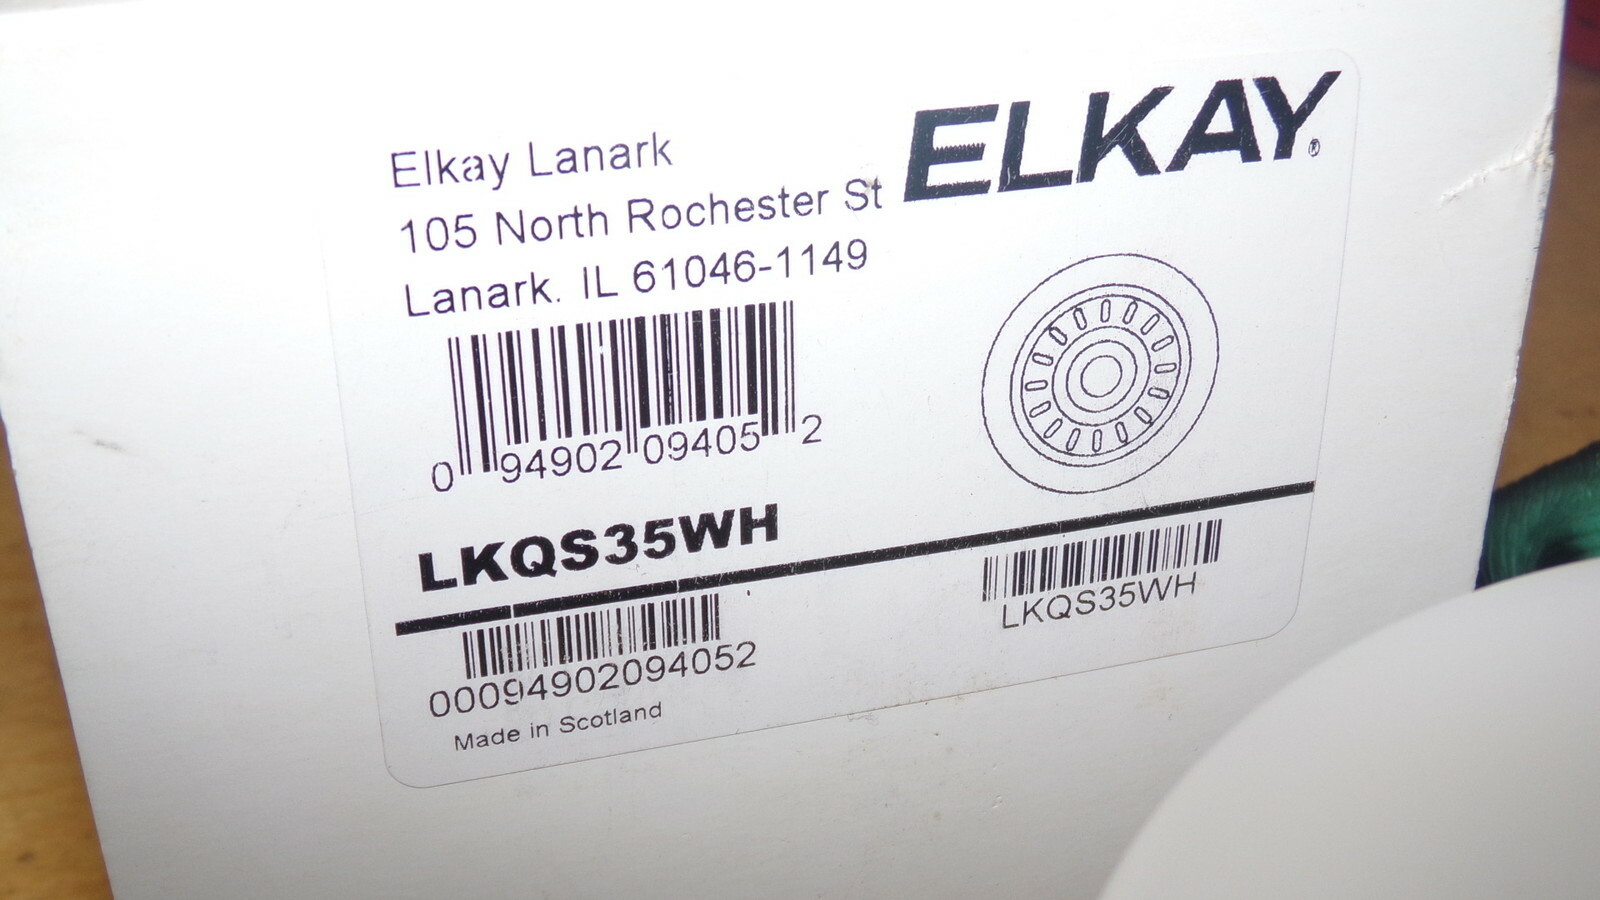 ELKAY®
Elkay Lanark
105 North Rochester St
Lanark. IL 61046-1149
0 94902 09405 2
LKQS35WH
00094902094052
LKQS35WH
Made in Scotland